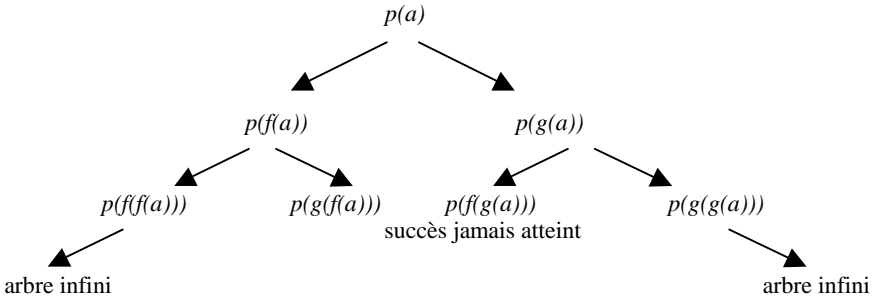 p(a)
p(f(a)) p(g(a))
p(f(f(a))) p(g(f(a))) p(f(g(a))) p(g(g(a)))
succès jamais atteint
arbre infini arbre infini